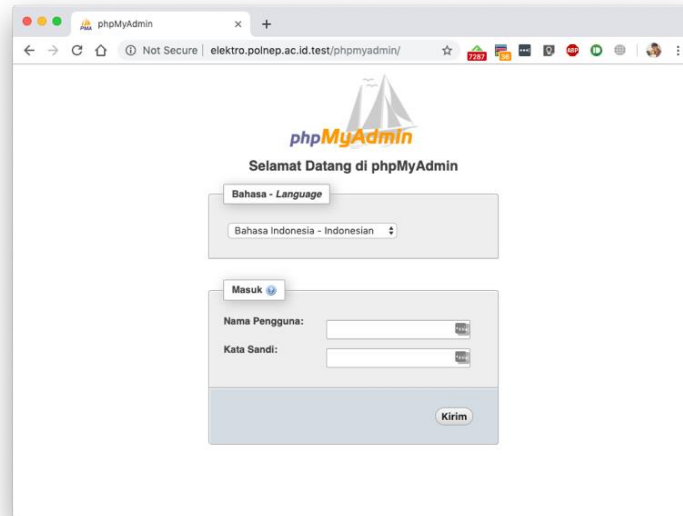 phpMyAdmin
Not Secure | elektro.polnep.ac.id.test/phpmyadmin/
7287
ABP
phpMyAdmin
Selamat Datang di phpMyAdmin
Bahasa - Language
Bahasa Indonesia - Indonesian
Masuk
Nama Pengguna:
Kata Sandi:
Kirim